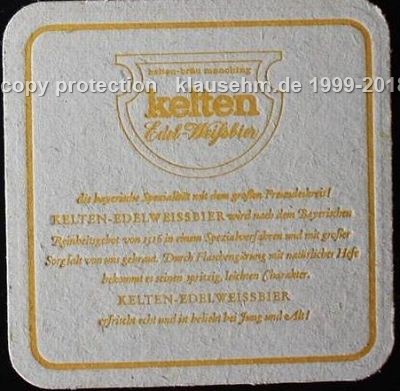 kelten-bräu manching
copy protection klausehm.de 1999-2018
kelten
Edel-Weißbier
die bayerische Spezialität mit dem großen Freundeskreis!
KELTEN-EDELWEISSBIER wird nach dem Bayerischen
Reinheitsgebot von 1516 in einem Spezialverfahren und mit großer
Sorgfalt von uns gebraut. Durch Flaschengärung mit natürlicher Hefe
bekommt es seinen spritzig, leichten Charakter.
KELTEN-EDELWEISSBIER
erfrischt echt und ist beliebt bei Jung und Alt!